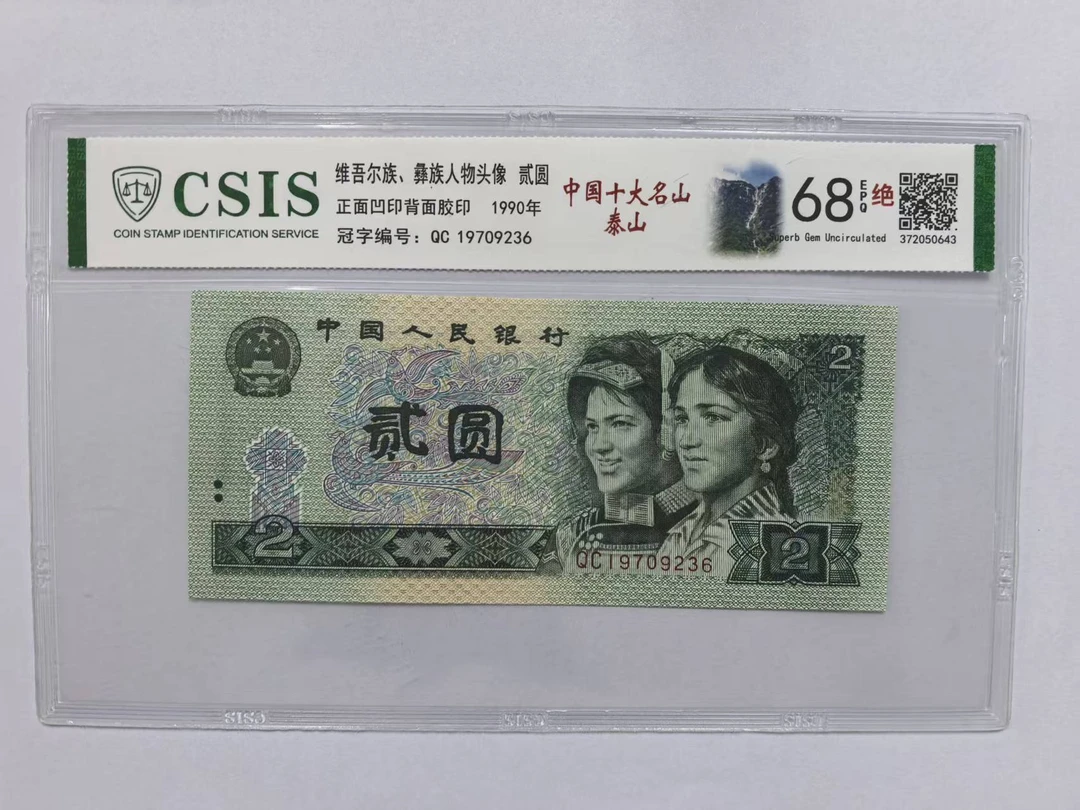 CSIS
COIN STAMP IDENTIFICATION SERVICE
维吾尔族、彝族人物头像 贰圆
正面凹印背面胶印 1990年
冠字编号：QC 19709236
中国十大名山
泰山
68 EPQ 绝
Superb Gem Uncirculated
372050643
中国人民银行
2
贰圆
2
QC19709236
2